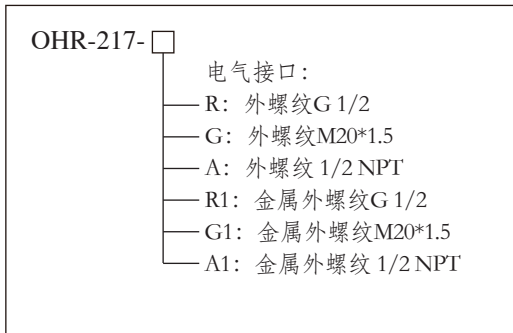 OHR-217-
电气接口：
R：外螺纹G 1/2
G：外螺纹M20*1.5
A：外螺纹 1/2 NPT
R1：金属外螺纹G 1/2
G1：金属外螺纹M20*1.5
A1：金属外螺纹 1/2 NPT